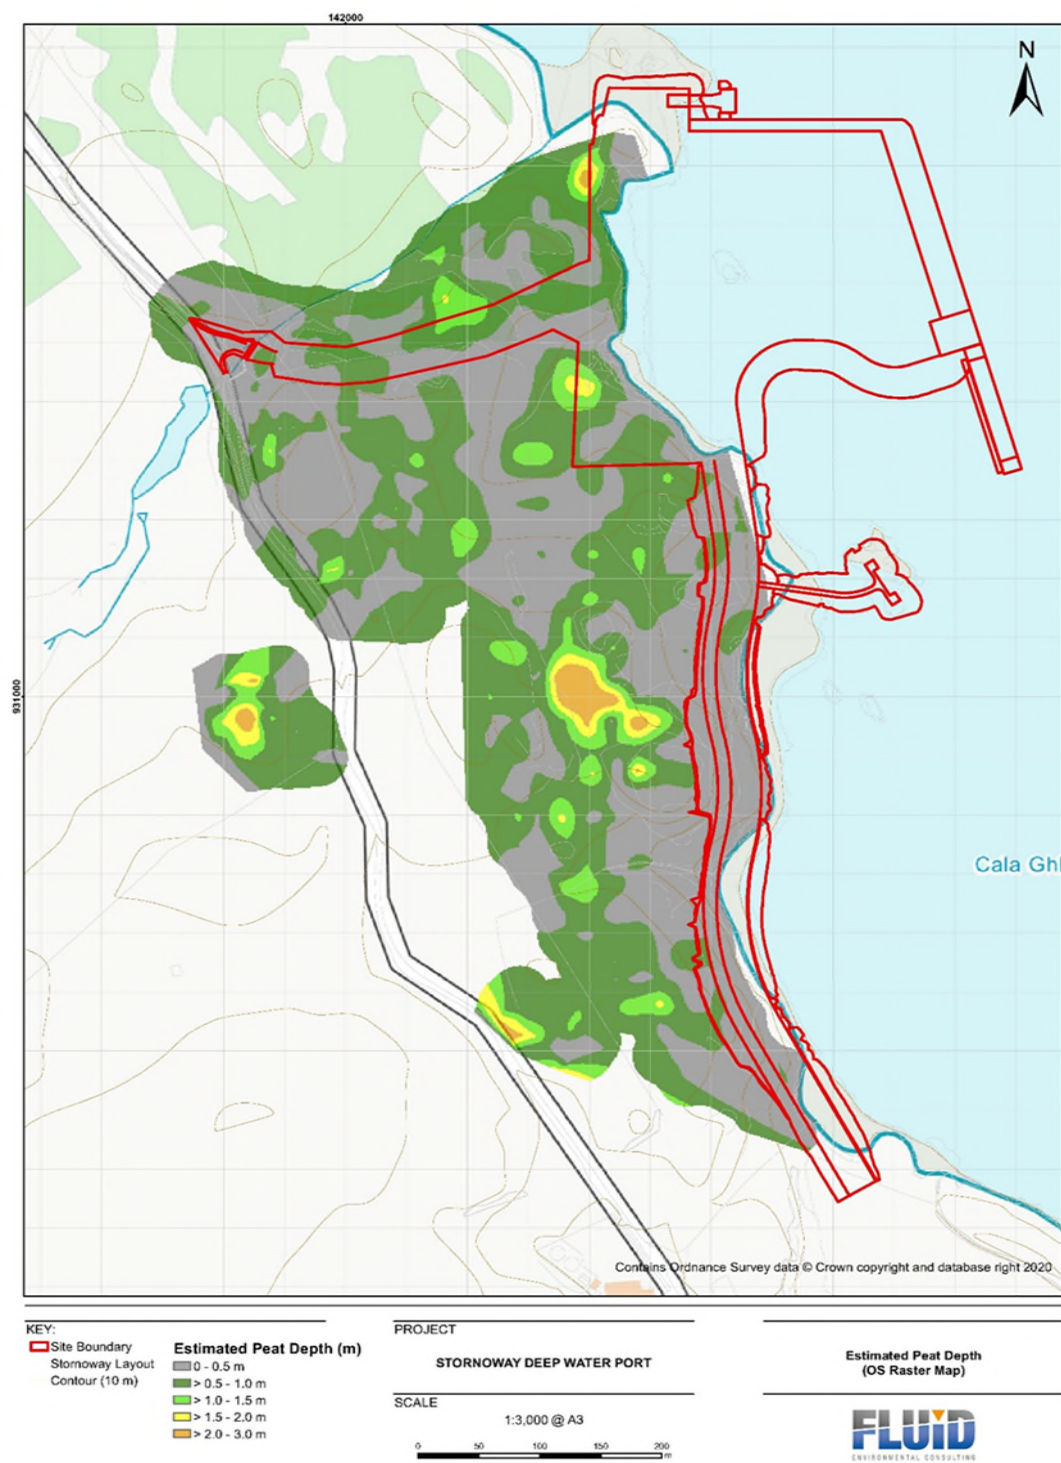 142000
N
931000
Cala Ghl
Contains Ordnance Survey data © Crown copyright and database right 2020
KEY:
Site Boundary
Stornoway Layout
Contour (10 m)
Estimated Peat Depth (m)
0 - 0.5 m
> 0.5 - 1.0 m
> 1.0 - 1.5 m
> 1.5 - 2.0 m
> 2.0 - 3.0 m
PROJECT
STORNOWAY DEEP WATER PORT
SCALE
1:3,000 @ A3
0 50 100 150 200
m
Estimated Peat Depth
(OS Raster Map)
FLUID
ENVIRONMENTAL CONSULTING